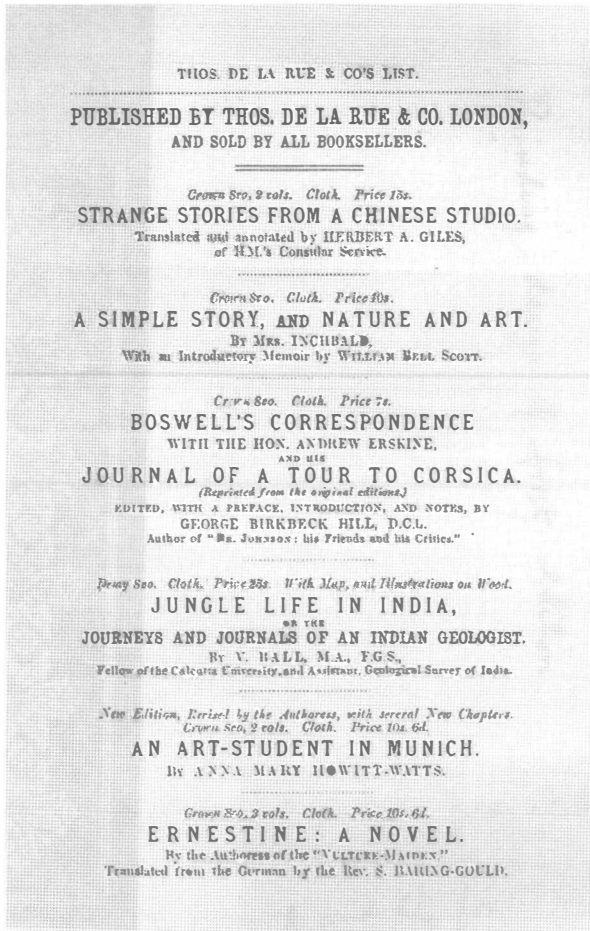 THOS. DE LA RUE & CO'S LIST.
PUBLISHED BY THOS. DE LA RUE & CO. LONDON,
AND SOLD BY ALL BOOKSELLERS.
Crown 8vo, 2 vols. Cloth. Price
STRANGE STORIES FROM A CHINESE STUDIO.
Translated and annotated by HERBERT A. GILES,
of H.M.'s Consular Service.
Crown 8vo. Cloth. Price 10s.
A SIMPLE STORY, AND NATURE AND ART.
BY MRS. INCHBALD,
With an Introductory Memoir by WILLIAM BELL SCOTT.
Crown 8vo. Cloth. Price 7s.
BOSWELL'S CORRESPONDENCE
WITH THE HON. ANDREW ERSKINE,
AND HIS
JOURNAL OF A TOUR TO CORSICA.
(Reprinted from the original editions.)
EDITED, WITH A PREFACE, INTRODUCTION, AND NOTES, BY
GEORGE BIRKBECK HILL, D.C.L.
Author of "DR. JOHNSON: his Friends and his Critics."
Demy 8vo. Cloth. Price With Map, and Illustrations on Wood.
JUNGLE LIFE IN INDIA,
OR THE
JOURNEYS AND JOURNALS OF AN INDIAN GEOLOGIST.
BY V. BALL, M.A., F.G.S.,
Fellow of the Calcutta University, and Assistant, Geological Survey of India.
New Edition, Revised by the Authoress, with several New Chapters.
Crown 8vo, 2 vols. Cloth. Price 10s. 6d.
AN ART-STUDENT IN MUNICH.
BY ANNA MARY HOWITT-WATTS.
Crown 8vo, 2 vols. Cloth. Price 10s. 6d.
ERNESTINE: A NOVEL.
By the Authoress of the "VULTURE-MAIDEN."
Translated from the German by the Rev. S. BARING-GOULD.